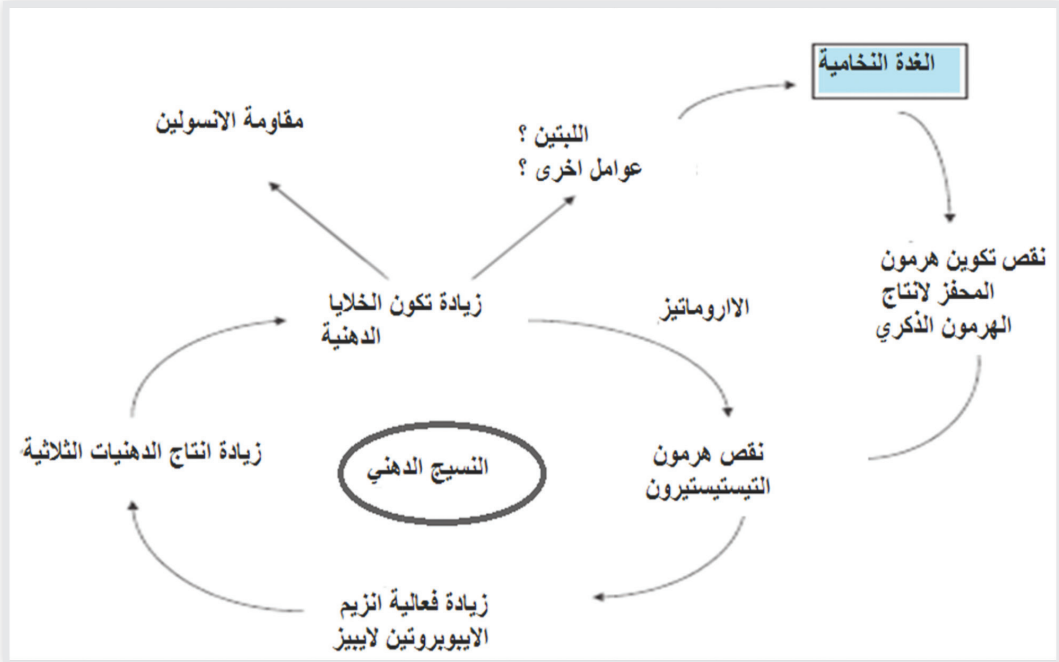 الغدة النخامية
مقاومة الانسولين
اللبتين ؟
عوامل اخرى ؟
نقص تكوين هرمون
المحفز لانتاج
الهرمون الذكري
زيادة تكون الخلايا
الدهنية
الااروماتيز
زيادة انتاج الدهنيات الثلاثية
النسيج الدهني
نقص هرمون
التيستيستيرون
زيادة فعالية انزيم
الايبوبروتين لايبيز